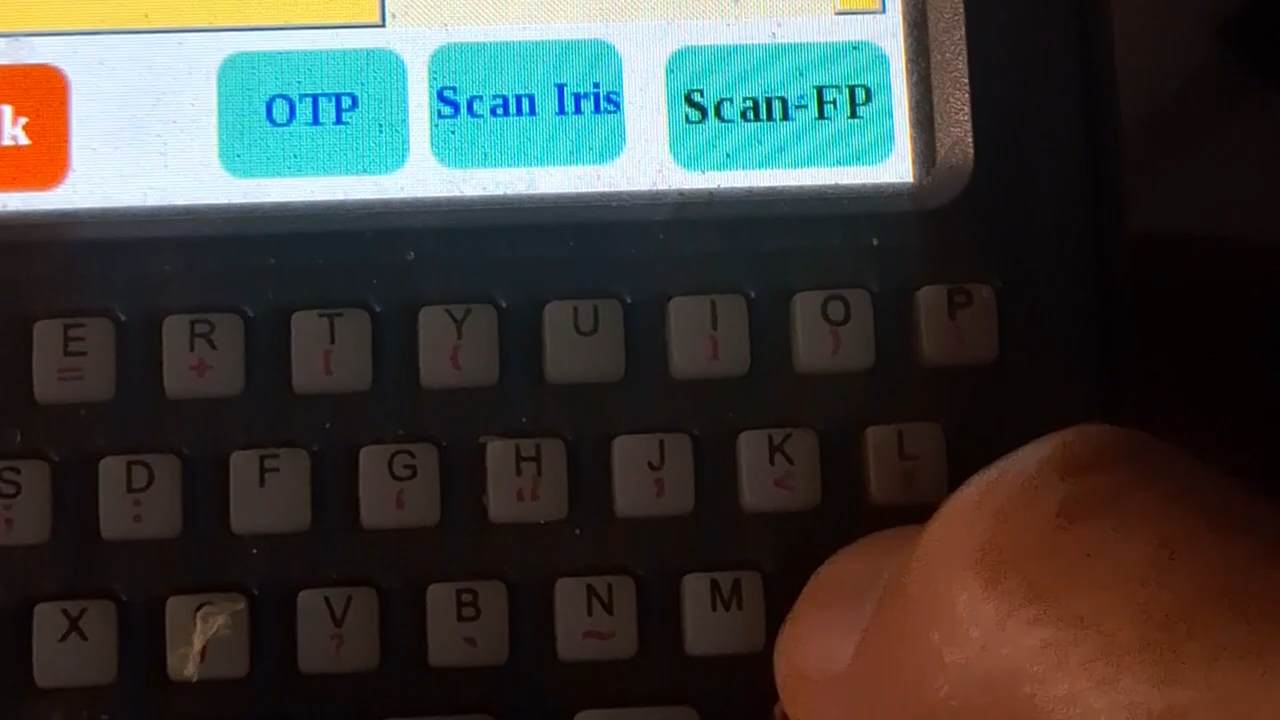 k OTP Scan Iris Scan-FP
E R T Y U I O P
= + [ { ] )
S D F G H J K L
; : " <
X V B N M
? ~